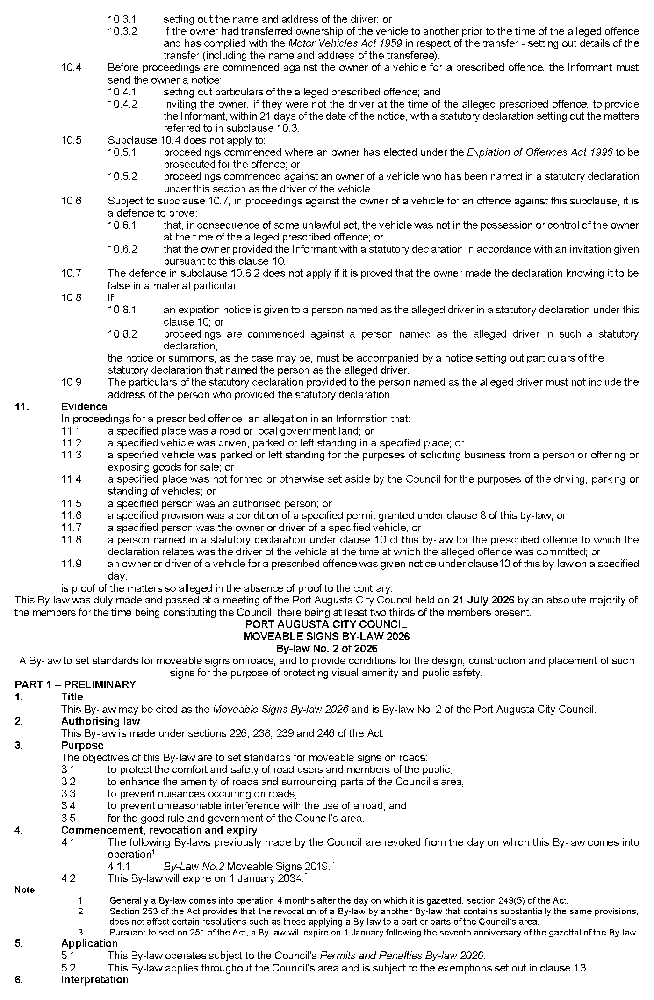 10.3.1 setting out the name and address of the driver; or
10.3.2 if the owner had transferred ownership of the vehicle to another prior to the time of the alleged offence
and has complied with the Motor Vehicles Act 1959 in respect of the transfer - setting out details of the
transfer (including the name and address of the transferee).
10.4 Before proceedings are commenced against the owner of a vehicle for a prescribed offence, the Informant must
send the owner a notice:
10.4.1 setting out particulars of the alleged prescribed offence; and
10.4.2 inviting the owner, if they were not the driver at the time of the alleged prescribed offence, to provide
the Informant, within 21 days of the date of the notice, with a statutory declaration setting out the matters
referred to in subclause 10.3.
10.5 Subclause 10.4 does not apply to:
10.5.1 proceedings commenced where an owner has elected under the Expiation of Offences Act 1996 to be
prosecuted for the offence; or
10.5.2 proceedings commenced against an owner of a vehicle who has been named in a statutory declaration
under this section as the driver of the vehicle.
10.6 Subject to subclause 10.7, in proceedings against the owner of a vehicle for an offence against this subclause, it is
a defence to prove:
10.6.1 that, in consequence of some unlawful act, the vehicle was not in the possession or control of the owner
at the time of the alleged prescribed offence; or
10.6.2 that the owner provided the Informant with a statutory declaration in accordance with an invitation given
pursuant to this clause 10.
10.7 The defence in subclause 10.6.2 does not apply if it is proved that the owner made the declaration knowing it to be
false in a material particular.
10.8 If:
10.8.1 an expiation notice is given to a person named as the alleged driver in a statutory declaration under this
clause 10; or
10.8.2 proceedings are commenced against a person named as the alleged driver in such a statutory
declaration,
the notice or summons, as the case may be, must be accompanied by a notice setting out particulars of the
statutory declaration that named the person as the alleged driver.
10.9 The particulars of the statutory declaration provided to the person named as the alleged driver must not include the
address of the person who provided the statutory declaration.
11. Evidence
In proceedings for a prescribed offence, an allegation in an Information that:
11.1 a specified place was a road or local government land; or
11.2 a specified vehicle was driven, parked or left standing in a specified place; or
11.3 a specified vehicle was parked or left standing for the purposes of soliciting business from a person or offering or
exposing goods for sale; or
11.4 a specified place was not formed or otherwise set aside by the Council for the purposes of the driving, parking or
standing of vehicles; or
11.5 a specified person was an authorised person; or
11.6 a specified provision was a condition of a specified permit granted under clause 8 of this by-law; or
11.7 a specified person was the owner or driver of a specified vehicle; or
11.8 a person named in a statutory declaration under clause 10 of this by-law for the prescribed offence to which the
declaration relates was the driver of the vehicle at the time at which the alleged offence was committed; or
11.9 an owner or driver of a vehicle for a prescribed offence was given notice under clause10 of this by-law on a specified
day,
is proof of the matters so alleged in the absence of proof to the contrary.
This By-law was duly made and passed at a meeting of the Port Augusta City Council held on 21 July 2026 by an absolute majority of
the members for the time being constituting the Council, there being at least two thirds of the members present.
PORT AUGUSTA CITY COUNCIL
MOVEABLE SIGNS BY-LAW 2026
By-law No. 2 of 2026
A By-law to set standards for moveable signs on roads, and to provide conditions for the design, construction and placement of such
signs for the purpose of protecting visual amenity and public safety.
PART 1 – PRELIMINARY
1. Title
This By-law may be cited as the Moveable Signs By-law 2026 and is By-law No. 2 of the Port Augusta City Council.
2. Authorising law
This By-law is made under sections 226, 238, 239 and 246 of the Act.
3. Purpose
The objectives of this By-law are to set standards for moveable signs on roads:
3.1 to protect the comfort and safety of road users and members of the public;
3.2 to enhance the amenity of roads and surrounding parts of the Council's area;
3.3 to prevent nuisances occurring on roads;
3.4 to prevent unreasonable interference with the use of a road; and
3.5 for the good rule and government of the Council's area.
4. Commencement, revocation and expiry
4.1 The following By-laws previously made by the Council are revoked from the day on which this By-law comes into
operation1
4.1.1 By-Law No.2 Moveable Signs 2019.2
4.2 This By-law will expire on 1 January 2034.3
Note
1. Generally a By-law comes into operation 4 months after the day on which it is gazetted: section 249(5) of the Act.
2. Section 253 of the Act provides that the revocation of a By-law by another By-law that contains substantially the same provisions,
does not affect certain resolutions such as those applying a By-law to a part or parts of the Council's area.
3. Pursuant to section 251 of the Act, a By-law will expire on 1 January following the seventh anniversary of the gazettal of the By-law.
5. Application
5.1 This By-law operates subject to the Council's Permits and Penalties By-law 2026.
5.2 This By-law applies throughout the Council's area and is subject to the exemptions set out in clause 13.
6. Interpretation